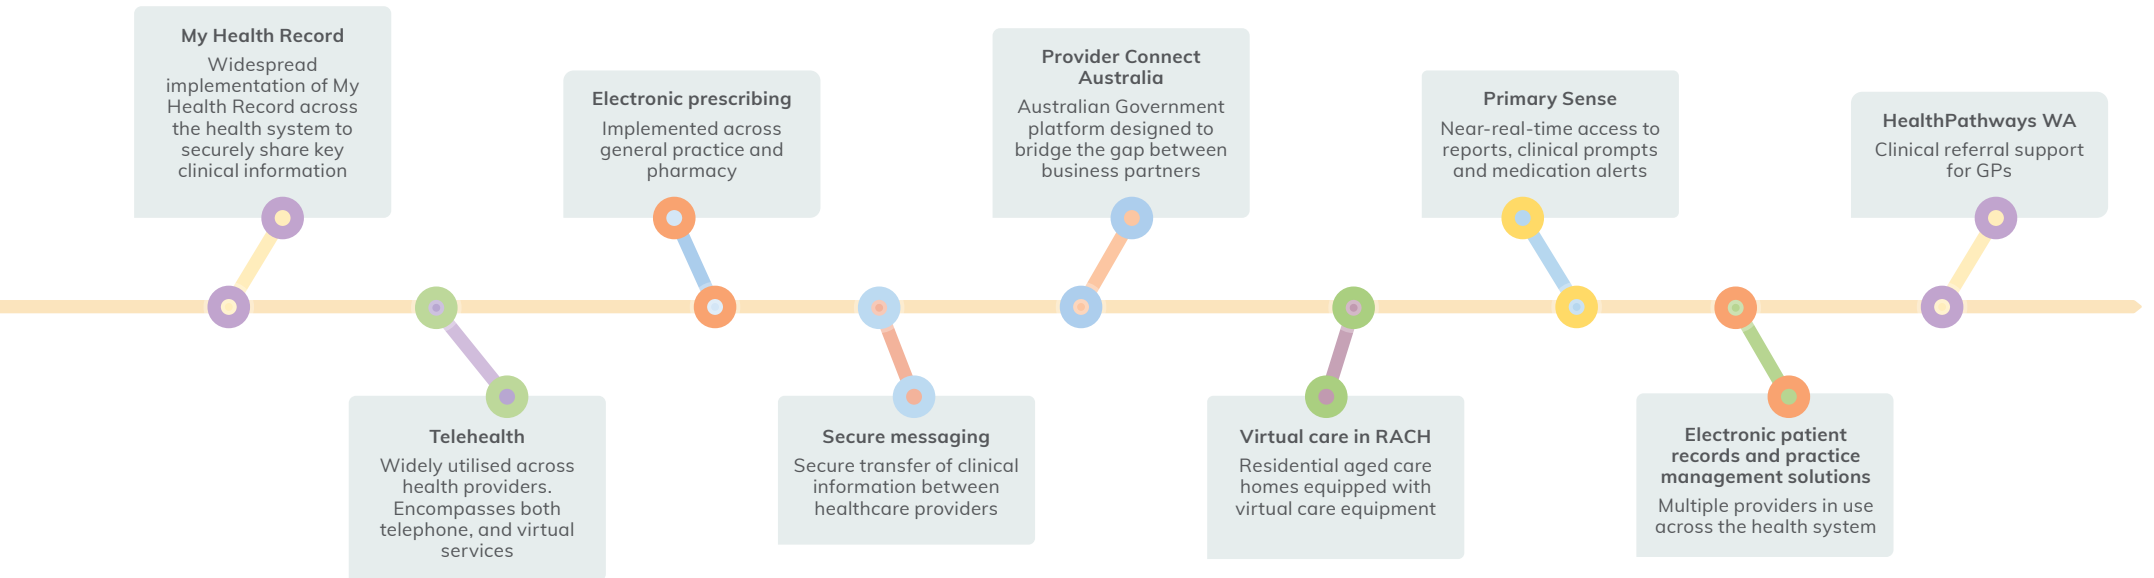 My Health Record
Widespread
implementation of My
Health Record across
the health system to
securely share key
clinical information
Telehealth
Widely utilised across
health providers.
Encompasses both
telephone, and virtual
services
Electronic prescribing
Implemented across
general practice and
pharmacy
Secure messaging
Secure transfer of clinical
information between
healthcare providers
Provider Connect
Australia
Australian Government
platform designed to
bridge the gap between
business partners
Virtual care in RACH
Residential aged care
homes equipped with
virtual care equipment
Primary Sense
Near-real-time access to
reports, clinical prompts
and medication alerts
Electronic patient
records and practice
management solutions
Multiple providers in use
across the health system
HealthPathways WA
Clinical referral support
for GPs